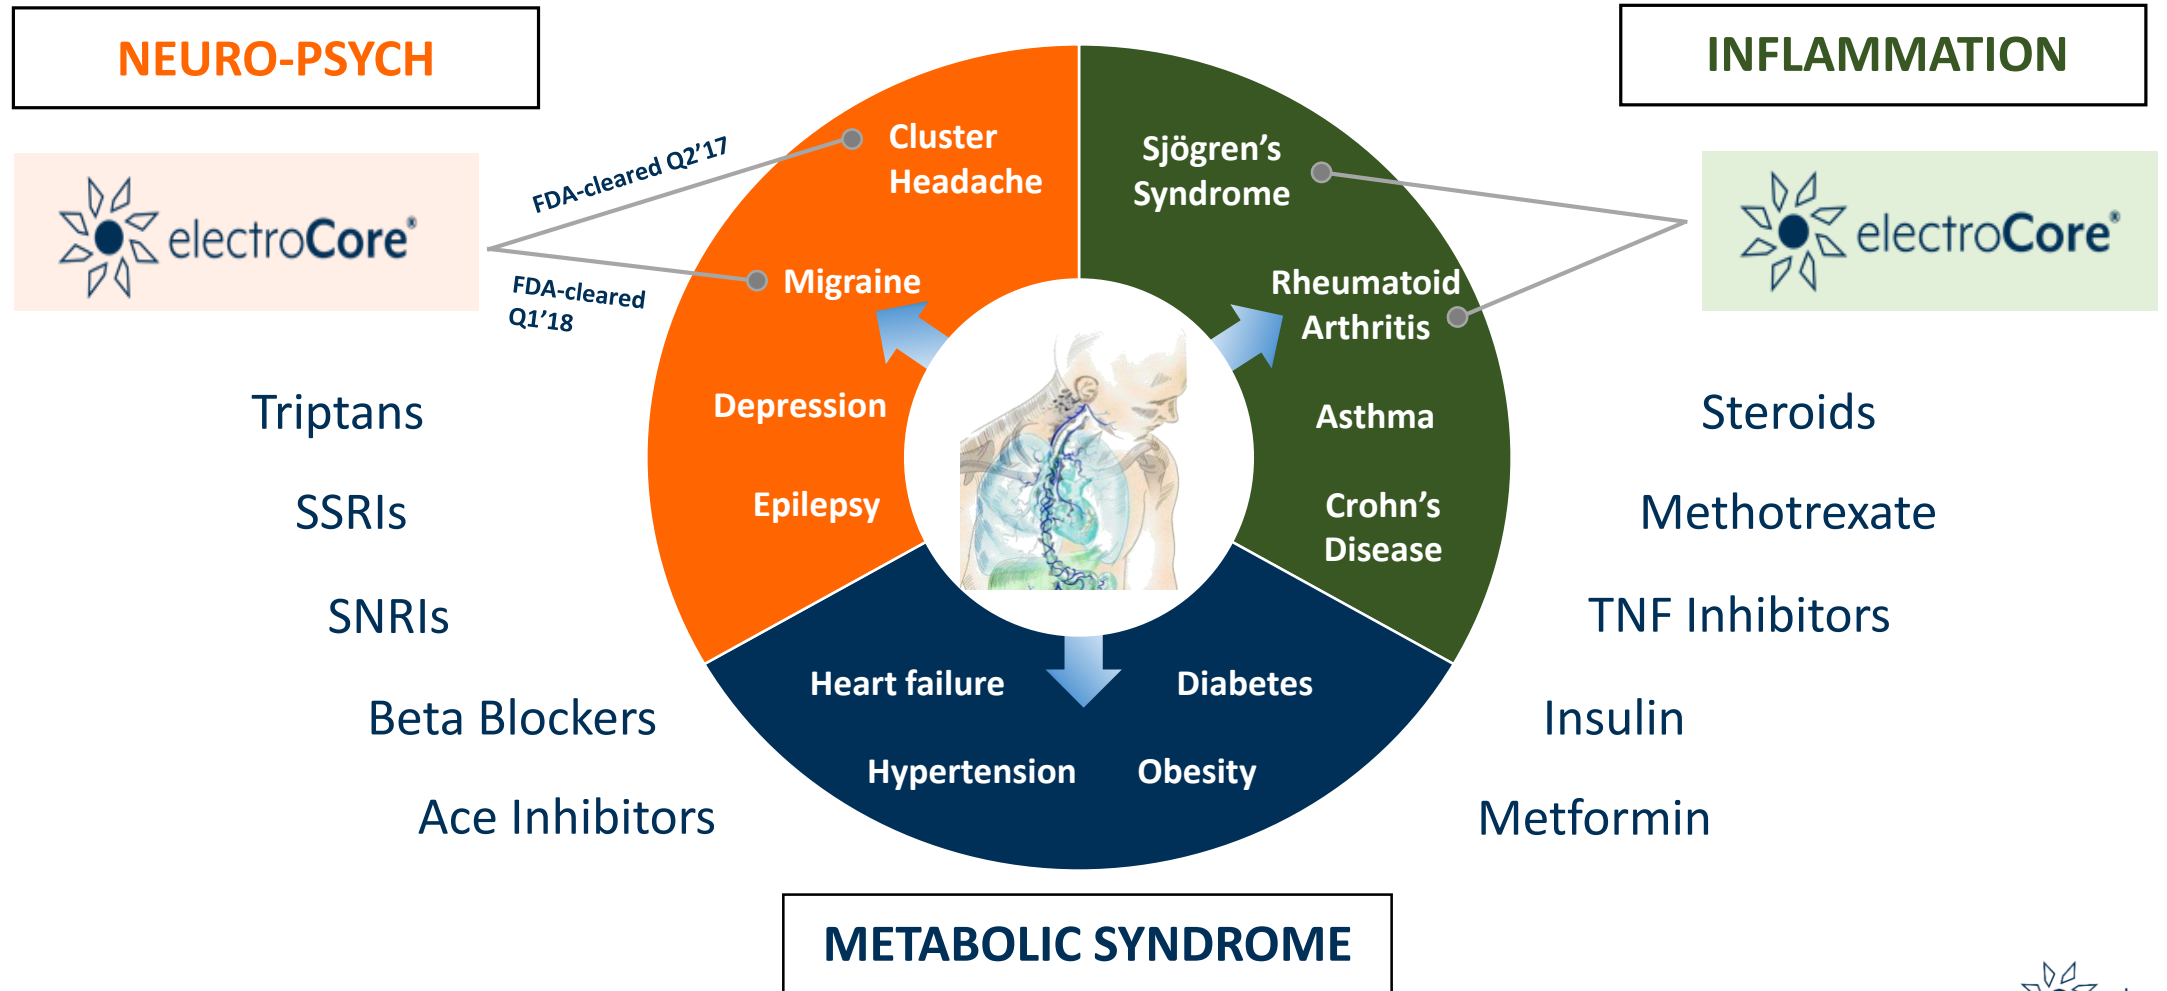 NEURO-PSYCH
INFLAMMATION
electroCore®
FDA-cleared Q2’17
FDA-cleared
Q1’18
Cluster
Headache
Migraine
Depression
Epilepsy
Sjögren’s
Syndrome
Rheumatoid
Arthritis
Asthma
Crohn’s
Disease
electroCore®
Heart failure
Diabetes
Hypertension
Obesity
Triptans
SSRIs
SNRIs
Beta Blockers
Ace Inhibitors
Steroids
Methotrexate
TNF Inhibitors
Insulin
Metformin
METABOLIC SYNDROME